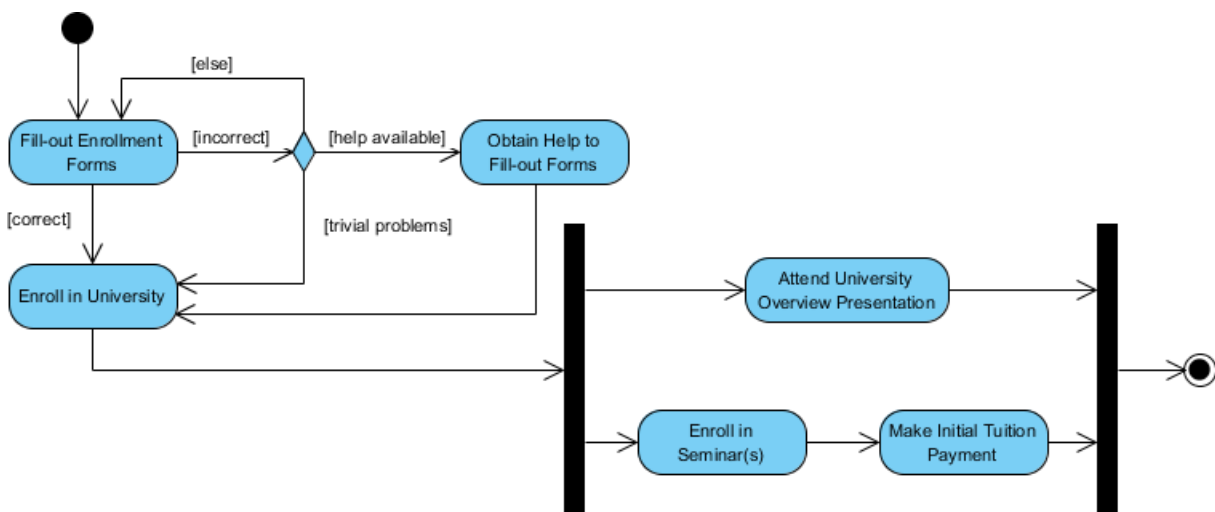 [else]
Fill-out Enrollment
Forms
[incorrect]
[help available]
Obtain Help to
Fill-out Forms
[correct]
[trivial problems]
Enroll in University
Attend University
Overview Presentation
Enroll in
Seminar(s)
Make Initial Tuition
Payment